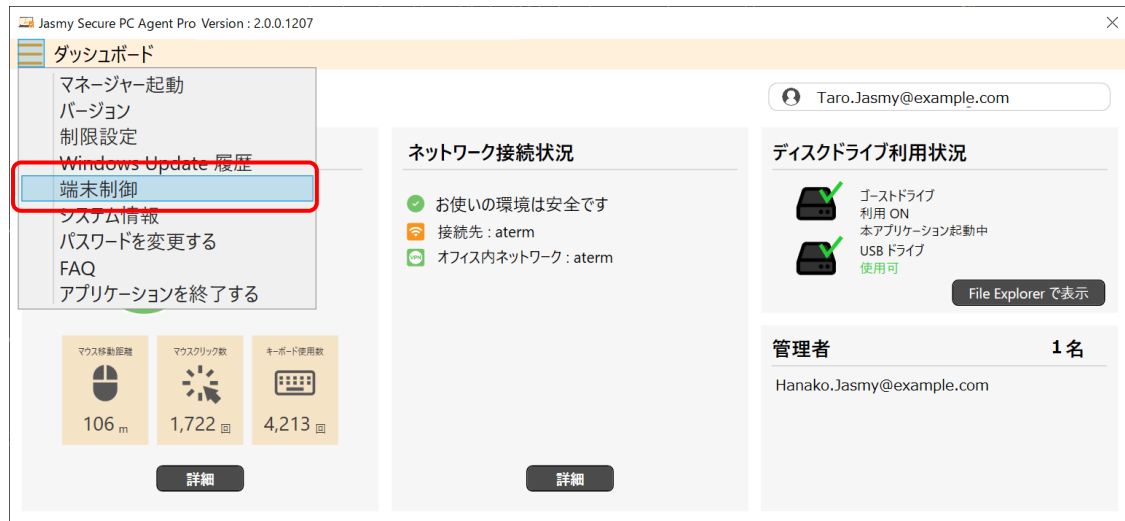 Jasmy Secure PC Agent Pro Version : 2.0.0.1207
ダッシュボード
マネージャー起動
バージョン
制限設定
Windows Update 履歴
端末制御
システム情報
パスワードを変更する
FAQ
アプリケーションを終了する
マウス移動距離
106 m
マウスクリック数
1,722 回
キーボード使用数
4,213 回
詳細
ネットワーク接続状況
お使いの環境は安全です
接続先 : aterm
VPN
オフィス内ネットワーク : aterm
詳細
Taro.Jasmy@example.com
ディスクドライブ利用状況
ゴーストドライブ
利用 ON
本アプリケーション起動中
USB ドライブ
使用可
File Explorer で表示
管理者 1名
Hanako.Jasmy@example.com